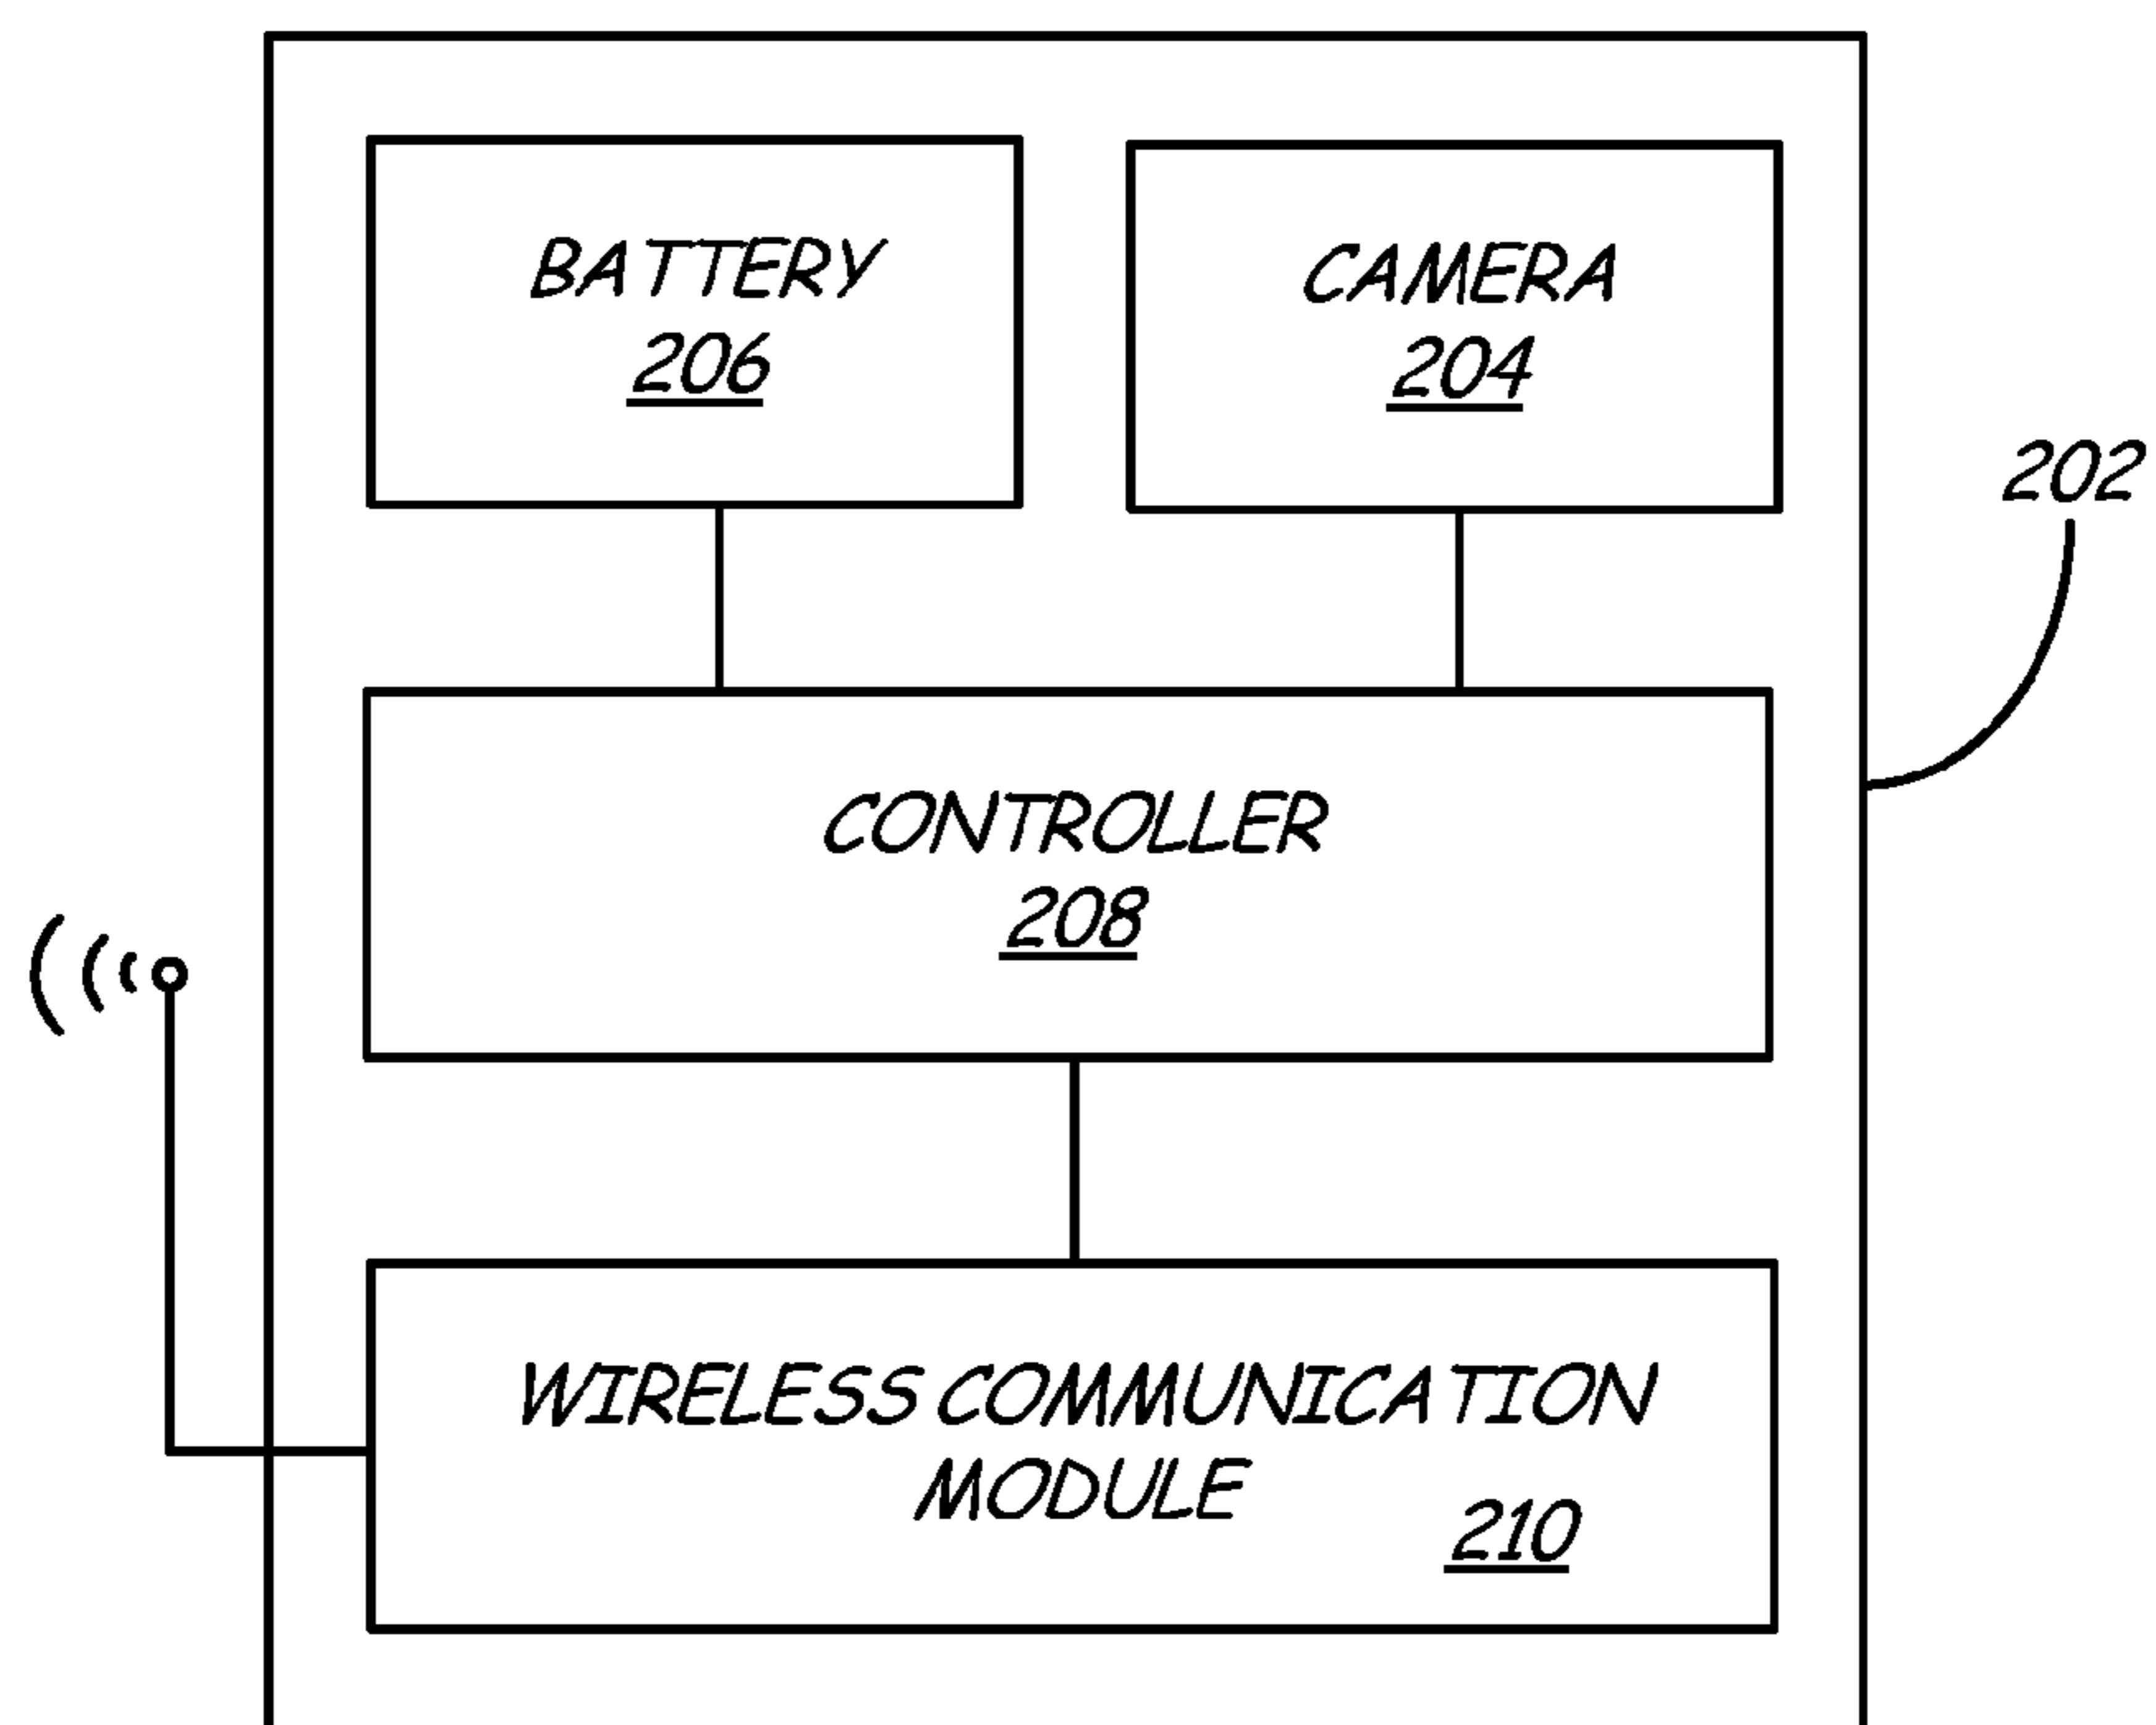 BATTERY
206
CAMERA
204
202
CONTROLLER
208
WIRELESS COMMUNICATION
MODULE
210